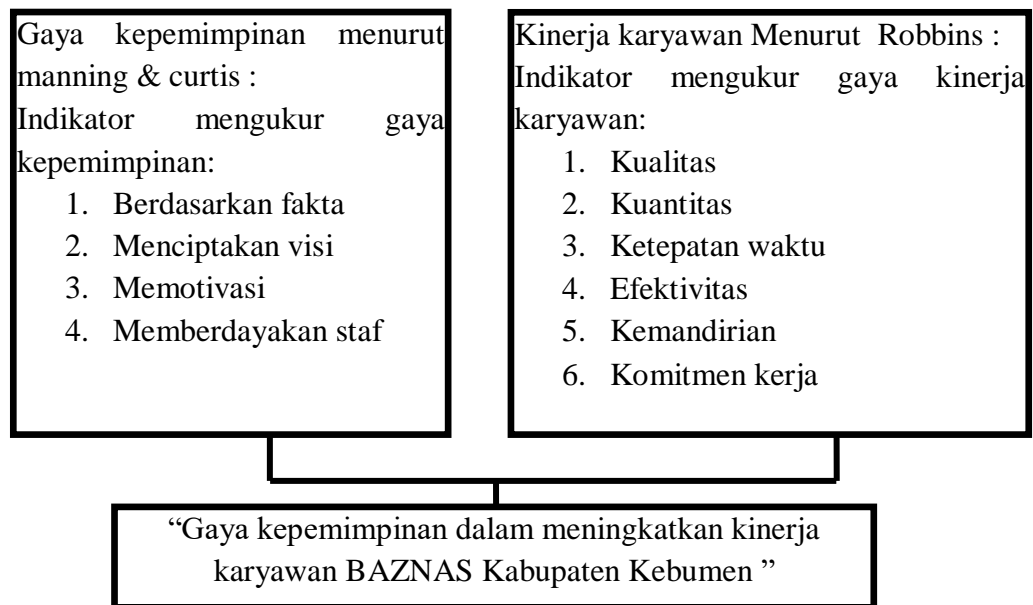 Gaya kepemimpinan menurut
manning & curtis :
Indikator mengukur gaya
kepemimpinan:
1. Berdasarkan fakta
2. Menciptakan visi
3. Memotivasi
4. Memberdayakan staf
Kinerja karyawan Menurut Robbins :
Indikator mengukur gaya kinerja
karyawan:
1. Kualitas
2. Kuantitas
3. Ketepatan waktu
4. Efektivitas
5. Kemandirian
6. Komitmen kerja
“Gaya kepemimpinan dalam meningkatkan kinerja
karyawan BAZNAS Kabupaten Kebumen ”